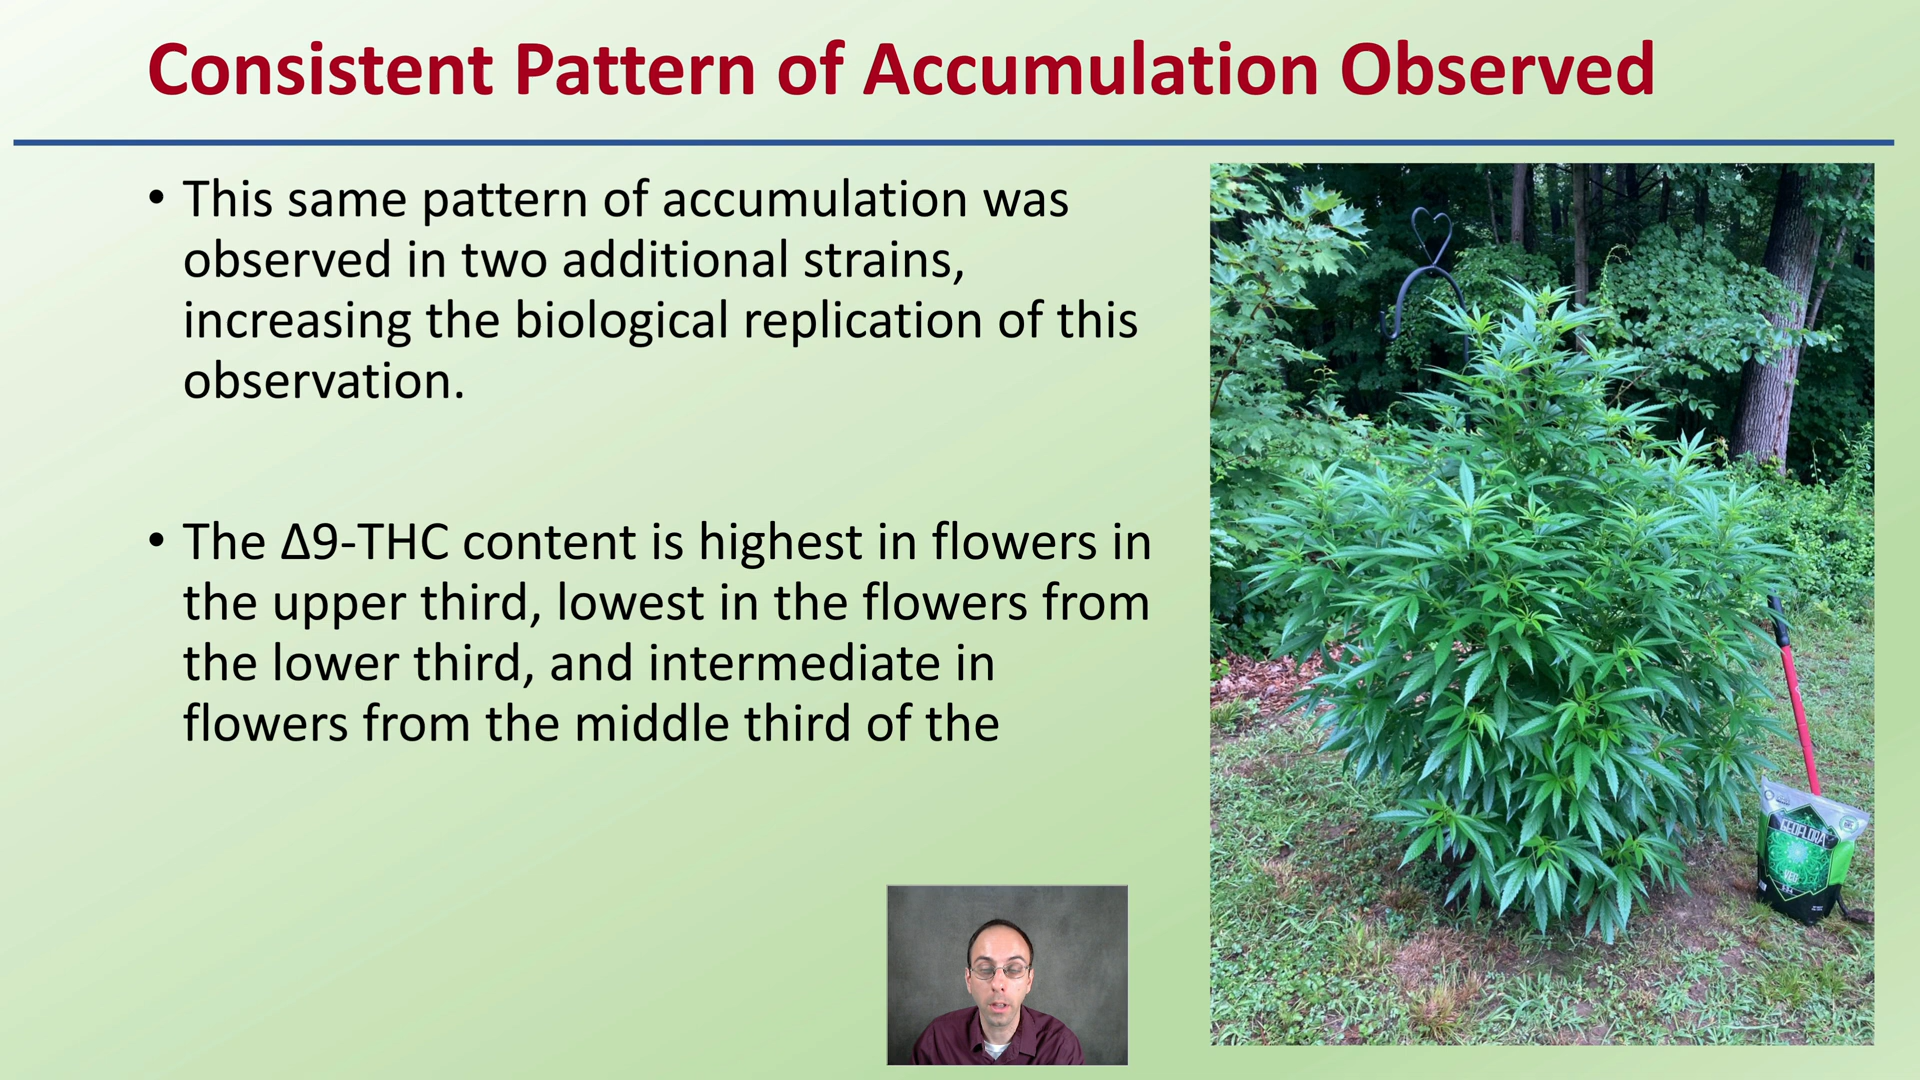 Consistent Pattern of Accumulation Observed
• This same pattern of accumulation was
observed in two additional strains,
increasing the biological replication of this
observation.
• The Δ9-THC content is highest in flowers in
the upper third, lowest in the flowers from
the lower third, and intermediate in
flowers from the middle third of the
GEOFLORA
VEG